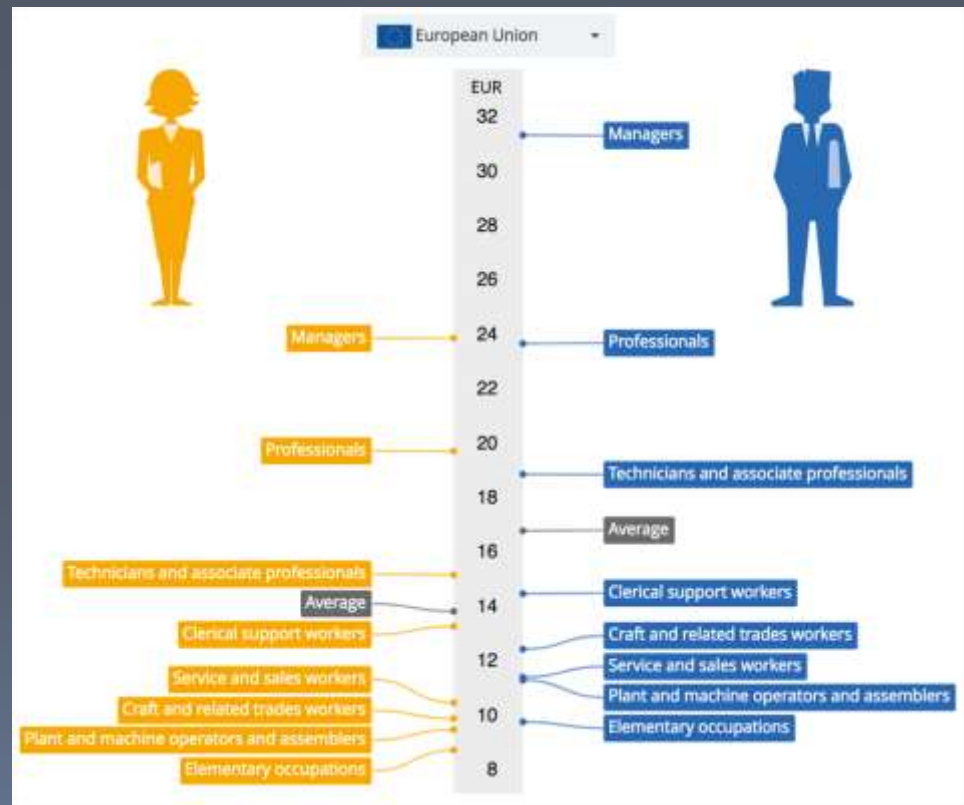 European Union
EUR
32
Managers
30
28
26
24
Managers
Professionals
22
20
Professionals
Technicians and associate professionals
18
Average
16
Technicians and associate professionals
Clerical support workers
14
Average
Clerical support workers
Craft and related trades workers
12
Service and sales workers
Service and sales workers
Plant and machine operators and assemblers
Craft and related trades workers
10
Elementary occupations
Plant and machine operators and assemblers
Elementary occupations
8